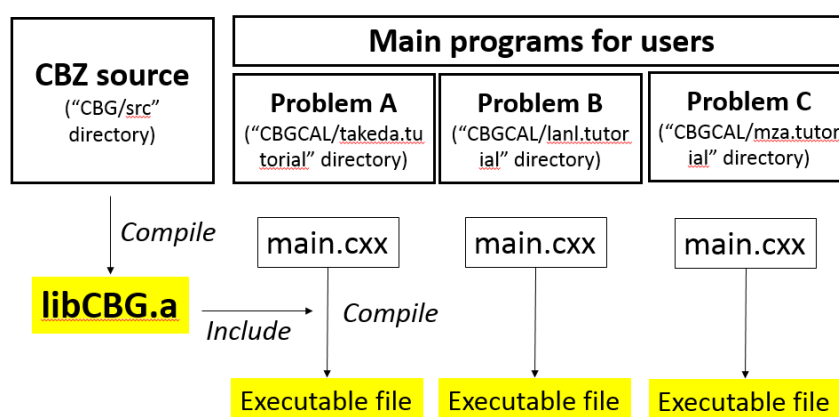 Main programs for users
CBZ source
("CBG/src"
directory)
Problem A
("CBGCAL/takeda.tu
torial" directory)
Problem B
("CBGCAL/lanl.tutor
ial" directory)
Problem C
("CBGCAL/mza.tutor
ial" directory)
Compile
main.cxx
main.cxx
main.cxx
libCBG.a
Include
Compile
Executable file
Executable file
Executable file